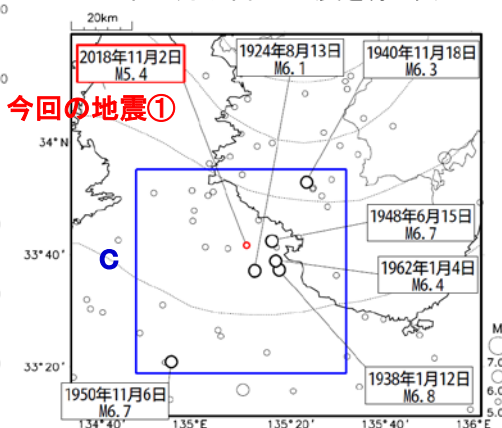 20km
2018年11月2日
M5.4
1924年8月13日
M6.1
1940年11月18日
M6.3
今回の地震①
34°N
1948年6月15日
M6.7
33°40'
C
1962年1月4日
M6.4
33°20'
1938年1月12日
M6.8
1950年11月6日
M6.7
M
7.0
6.0
5.0
134°40'
135°E
135°20'
135°40'
136°E